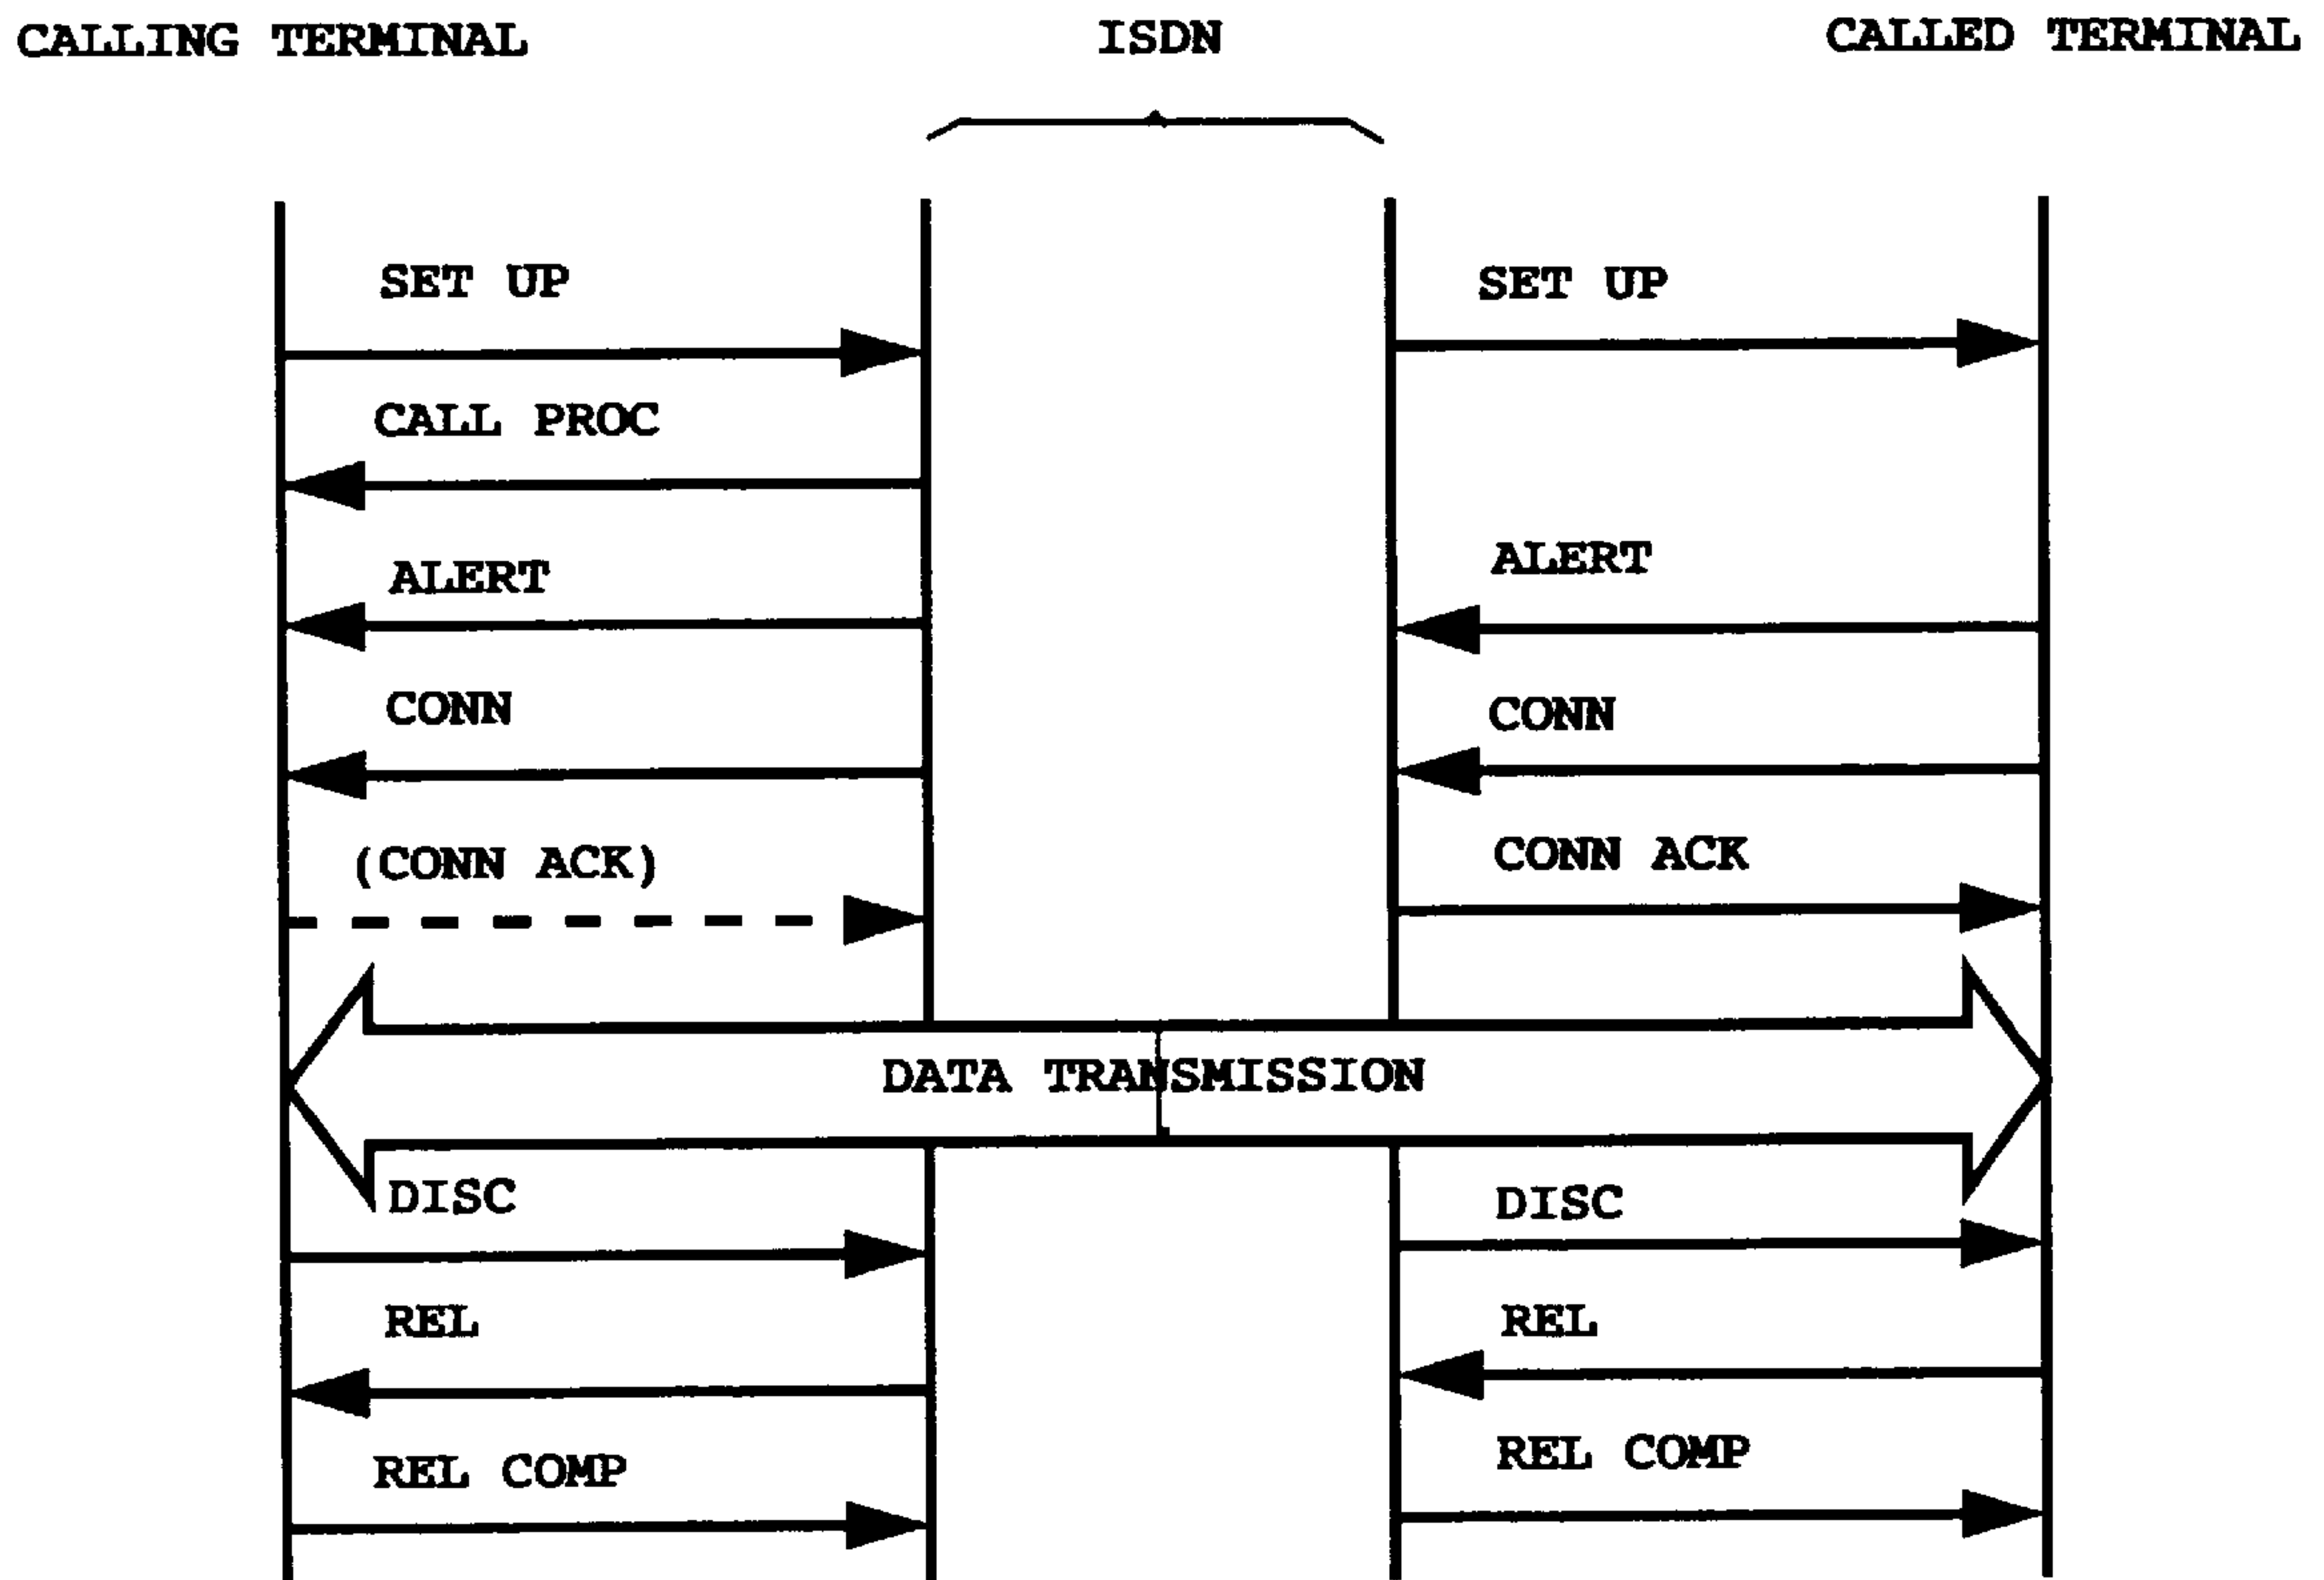 CALLING TERMINAL ISDN CALLED TERMINAL
SET UP SET UP
CALL PROC
ALERT ALERT
CONN CONN
(CONN ACK) CONN ACK
DATA TRANSMISSION
DISC DISC
REL REL
REL COMP REL COMP